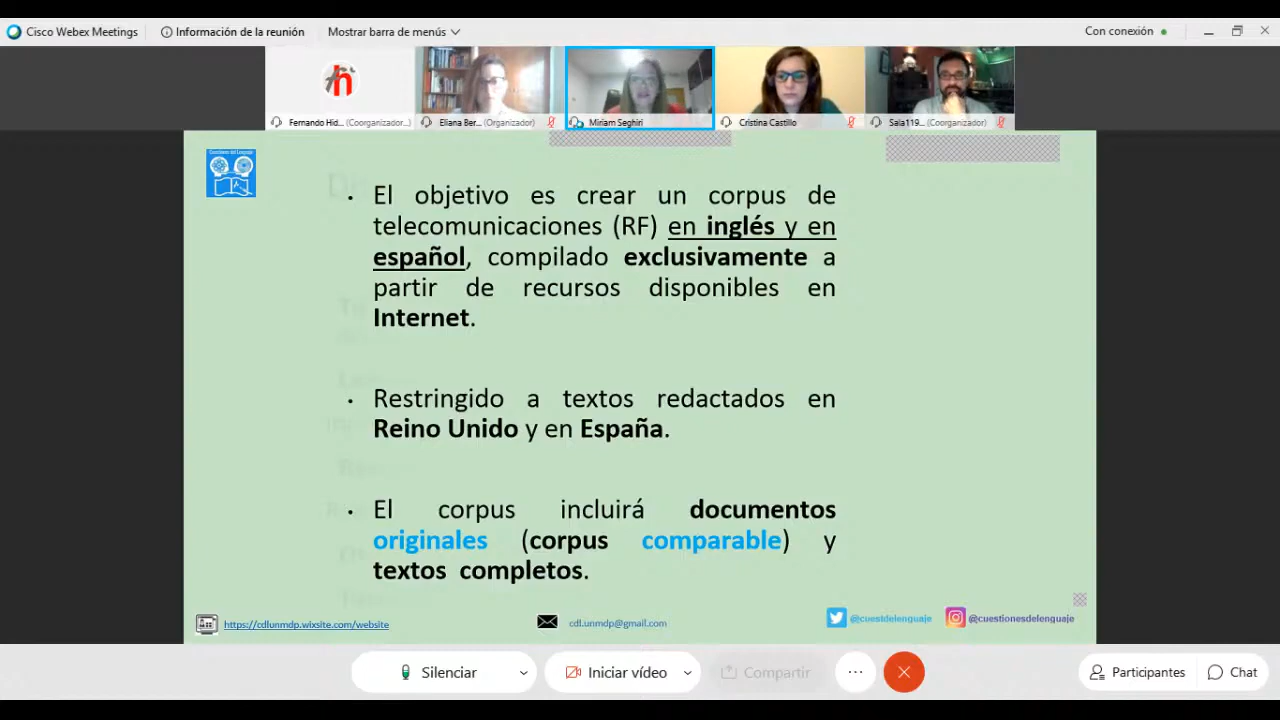 Cisco Webex Meetings
Información de la reunión
Mostrar barra de menús
Con conexión
Fernando Hid... (Coorganizador...
Eliana Ber... (Organizador)
Miriam Seghiri
Cristina Castillo
Sala119... (Coorganizador)
• El objetivo es crear un corpus de
telecomunicaciones (RF) en inglés y en
español, compilado exclusivamente a
partir de recursos disponibles en
Internet.
• Restringido a textos redactados en
Reino Unido y en España.
• El corpus incluirá documentos
originales (corpus comparable) y
textos completos.
https://cdlunmdp.wixsite.com/website
cdl.unmdp@gmail.com
@cuestdelenguaje
@cuestionesdelenguaje
Silenciar
Iniciar vídeo
Compartir
Participantes
Chat